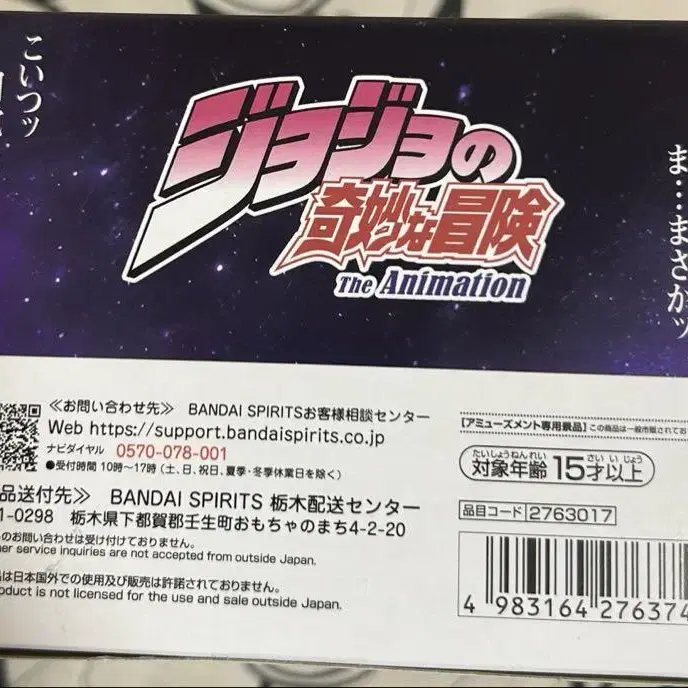 こいつッ
ジョジョの
奇妙な冒険
The Animation
ま…まさかッ
≪お問い合わせ先≫ BANDAI SPIRITSお客様相談センター
Web https://support.bandaispirits.co.jp
ナビダイヤル 0570-078-001
●受付時間 10時~17時 (土、日、祝日、夏季・冬季休業日を除く)
品送付先≫ BANDAI SPIRITS 栃木配送センター
1-0298 栃木県下都賀郡壬生町おもちゃのまち4-2-20
のお問い合わせは受け付けておりません。
er service inquiries are not accepted from outside Japan.
品は日本国外での使用及び販売は許諾されておりません。
oduct is not licensed for the use and sale outside Japan.
【アミューズメント専用景品】この商品は一般市販されてお
たいしょうねんれい さい い じょう
対象年齢 15才以上
品目コード 2763017
4 983164 27637